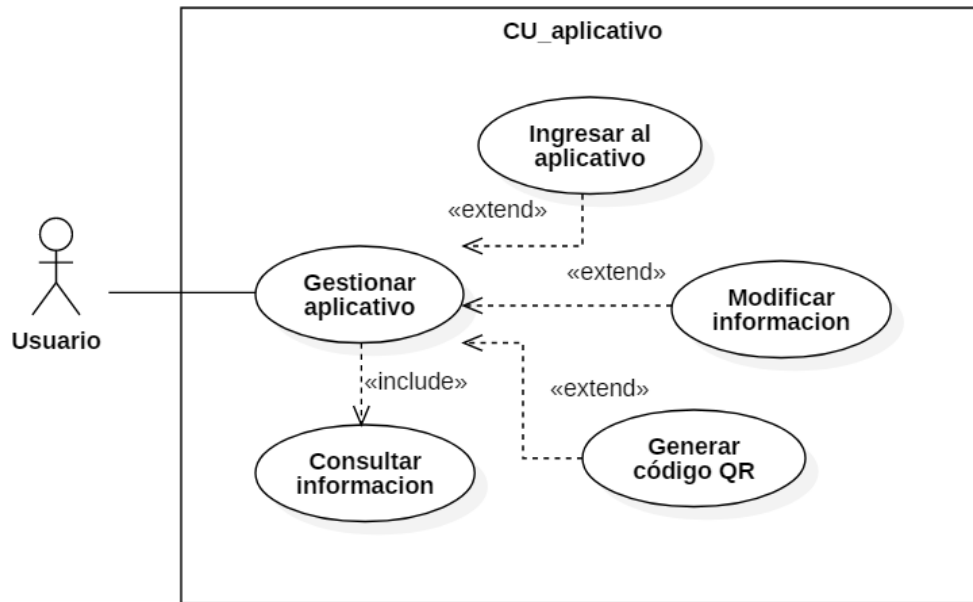 CU_aplicativo
Ingresar al
aplicativo
«extend»
«extend»
Gestionar
aplicativo
Modificar
informacion
Usuario
«include»
«extend»
Generar
código QR
Consultar
informacion